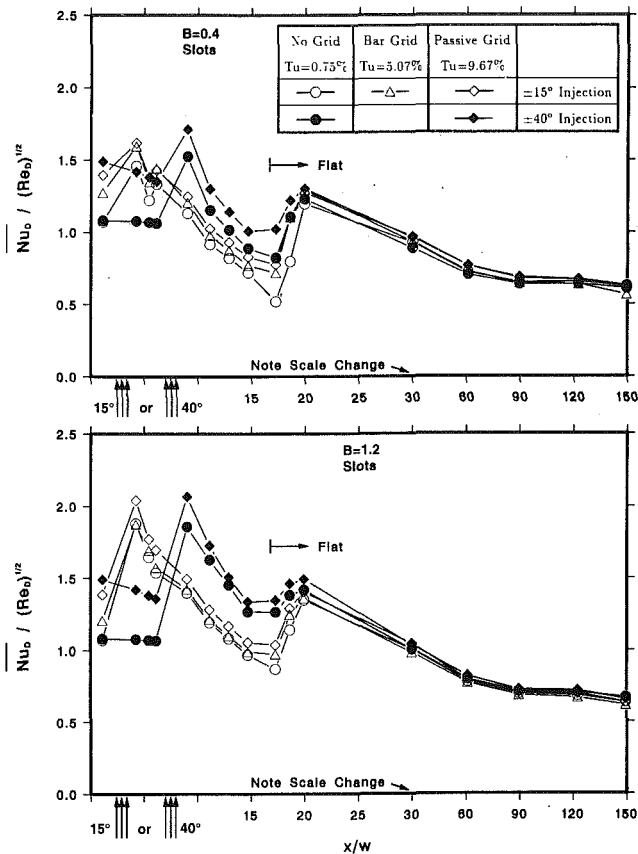 B=0.4
Slots
No Grid Bar Grid Passive Grid
Tu=0.75% Tu=5.07% Tu=9.67%
±15° Injection
±40° Injection
Flat
Nu_D / (Re_D)^1/2
2.5
2.0
1.5
1.0
0.5
0.0
Note Scale Change
15° or 40°
10 15 20 30 60 90 120 150
B=1.2
Slots
Flat
Nu_D / (Re_D)^1/2
2.5
2.0
1.5
1.0
0.5
0.0
Note Scale Change
15° or 40°
10 15 20 30 60 90 120 150
x/w